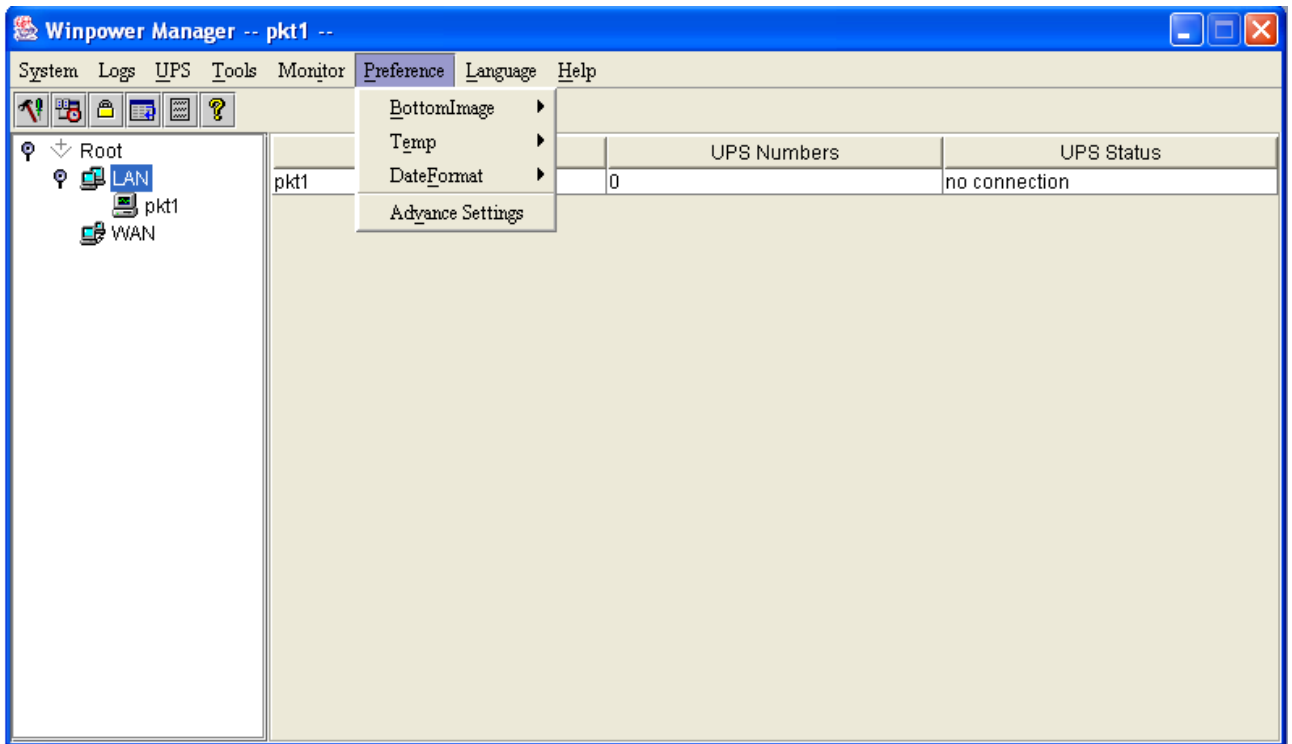 Winpower Manager -- pkt1 --
System Logs UPS Tools Monitor Preference Language Help
BottomImage
Temp
DateFormat
Advance Settings
Root
LAN
pkt1
WAN
UPS Numbers UPS Status
pkt1 0 no connection